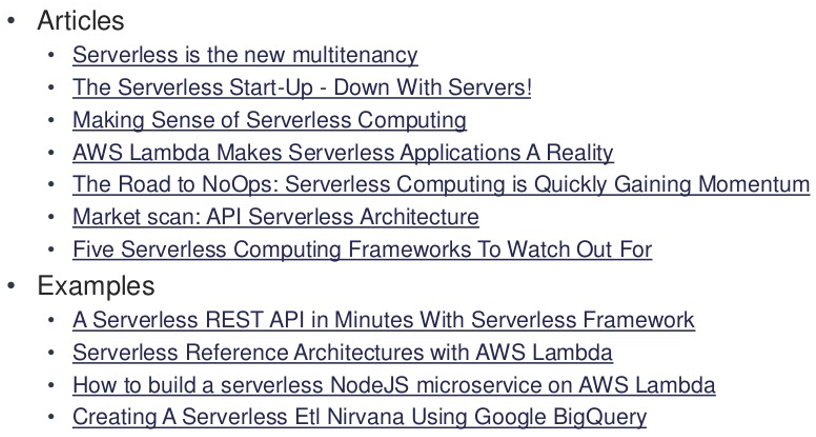 • Articles
• Serverless is the new multitenancy
• The Serverless Start-Up - Down With Servers!
• Making Sense of Serverless Computing
• AWS Lambda Makes Serverless Applications A Reality
• The Road to NoOps: Serverless Computing is Quickly Gaining Momentum
• Market scan: API Serverless Architecture
• Five Serverless Computing Frameworks To Watch Out For
• Examples
• A Serverless REST API in Minutes With Serverless Framework
• Serverless Reference Architectures with AWS Lambda
• How to build a serverless NodeJS microservice on AWS Lambda
• Creating A Serverless Etl Nirvana Using Google BigQuery